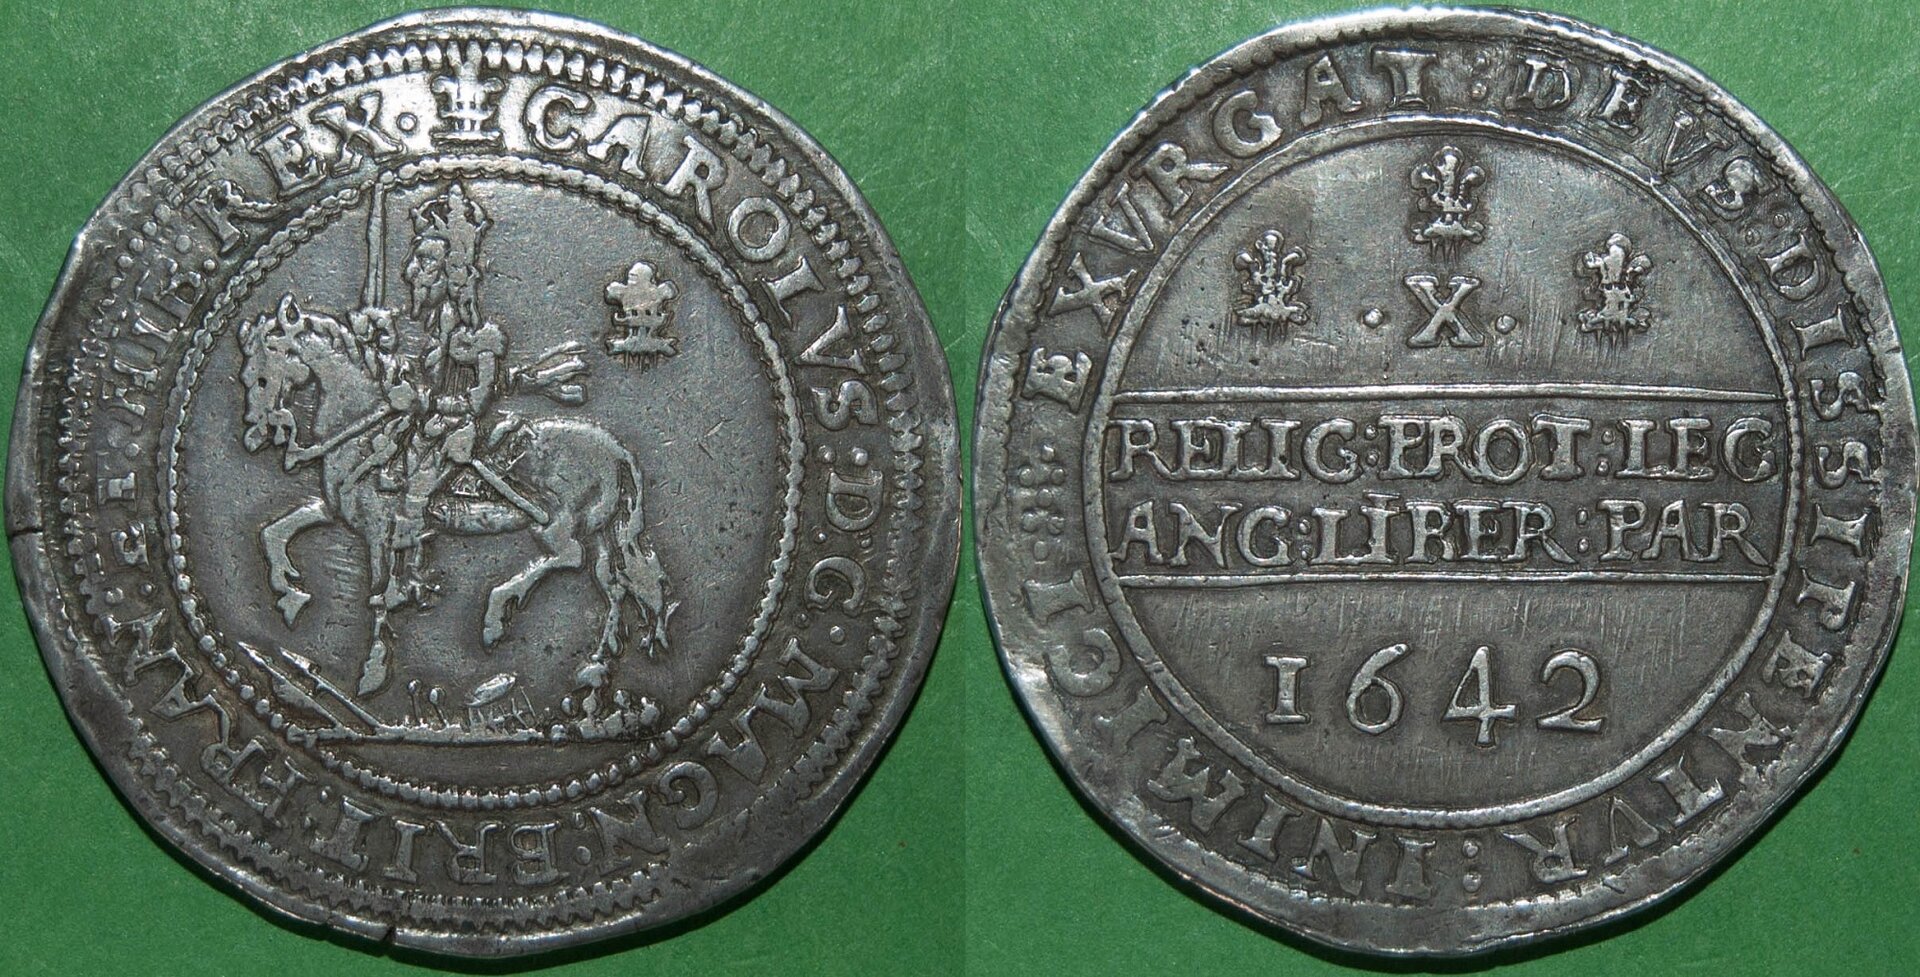 CAROLVS : D : G : MAGN : BRIT : FRAN : ET : HIB : REX ·
EXVRGAT : DEVS : DISSIPENTVR : INIMICI :
· X ·
RELIG : PROT : LEG
ANG : LIBER : PAR
1642